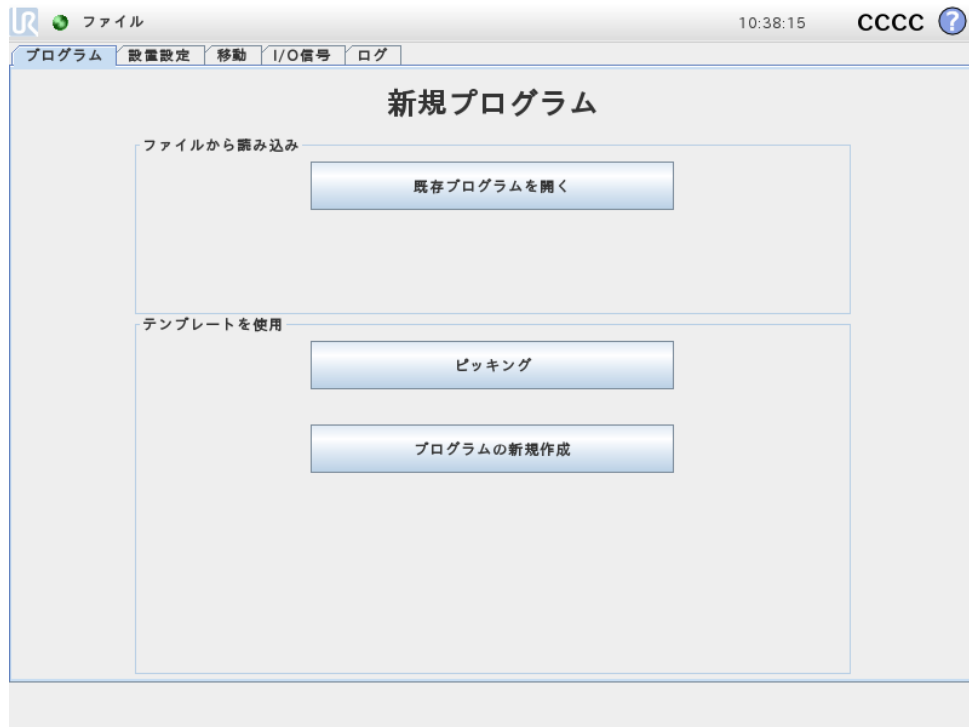 UR ファイル 10:38:15 CCCC ?
プログラム 設置設定 移動 I/O信号 ログ
新規プログラム
ファイルから読み込み
既存プログラムを開く
テンプレートを使用
ピッキング
プログラムの新規作成